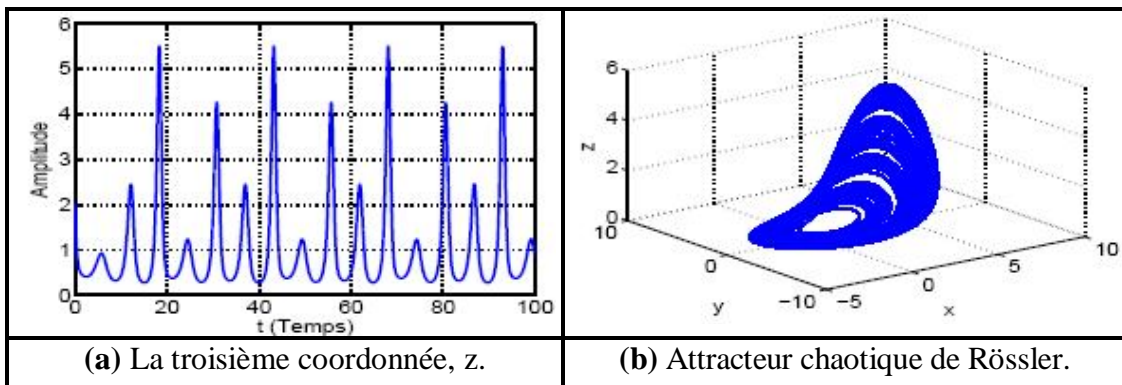 6
5
4
3
2
1
0
Amplitude
0 20 40 60 80 100
t (Temps)
6
4
2
0
z
10
0
-10
y
-5
0
5
10
x
(a) La troisième coordonnée, z.
(b) Attracteur chaotique de Rössler.